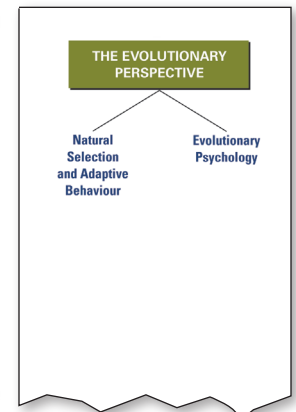 THE EVOLUTIONARY
PERSPECTIVE
Natural
Selection
and Adaptive
Behaviour
Evolutionary
Psychology